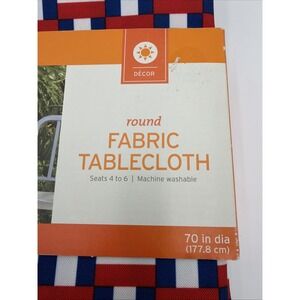 DÉCOR
round
FABRIC
TABLECLOTH
Seats 4 to 6 | Machine washable
70 in dia
(177.8 cm)